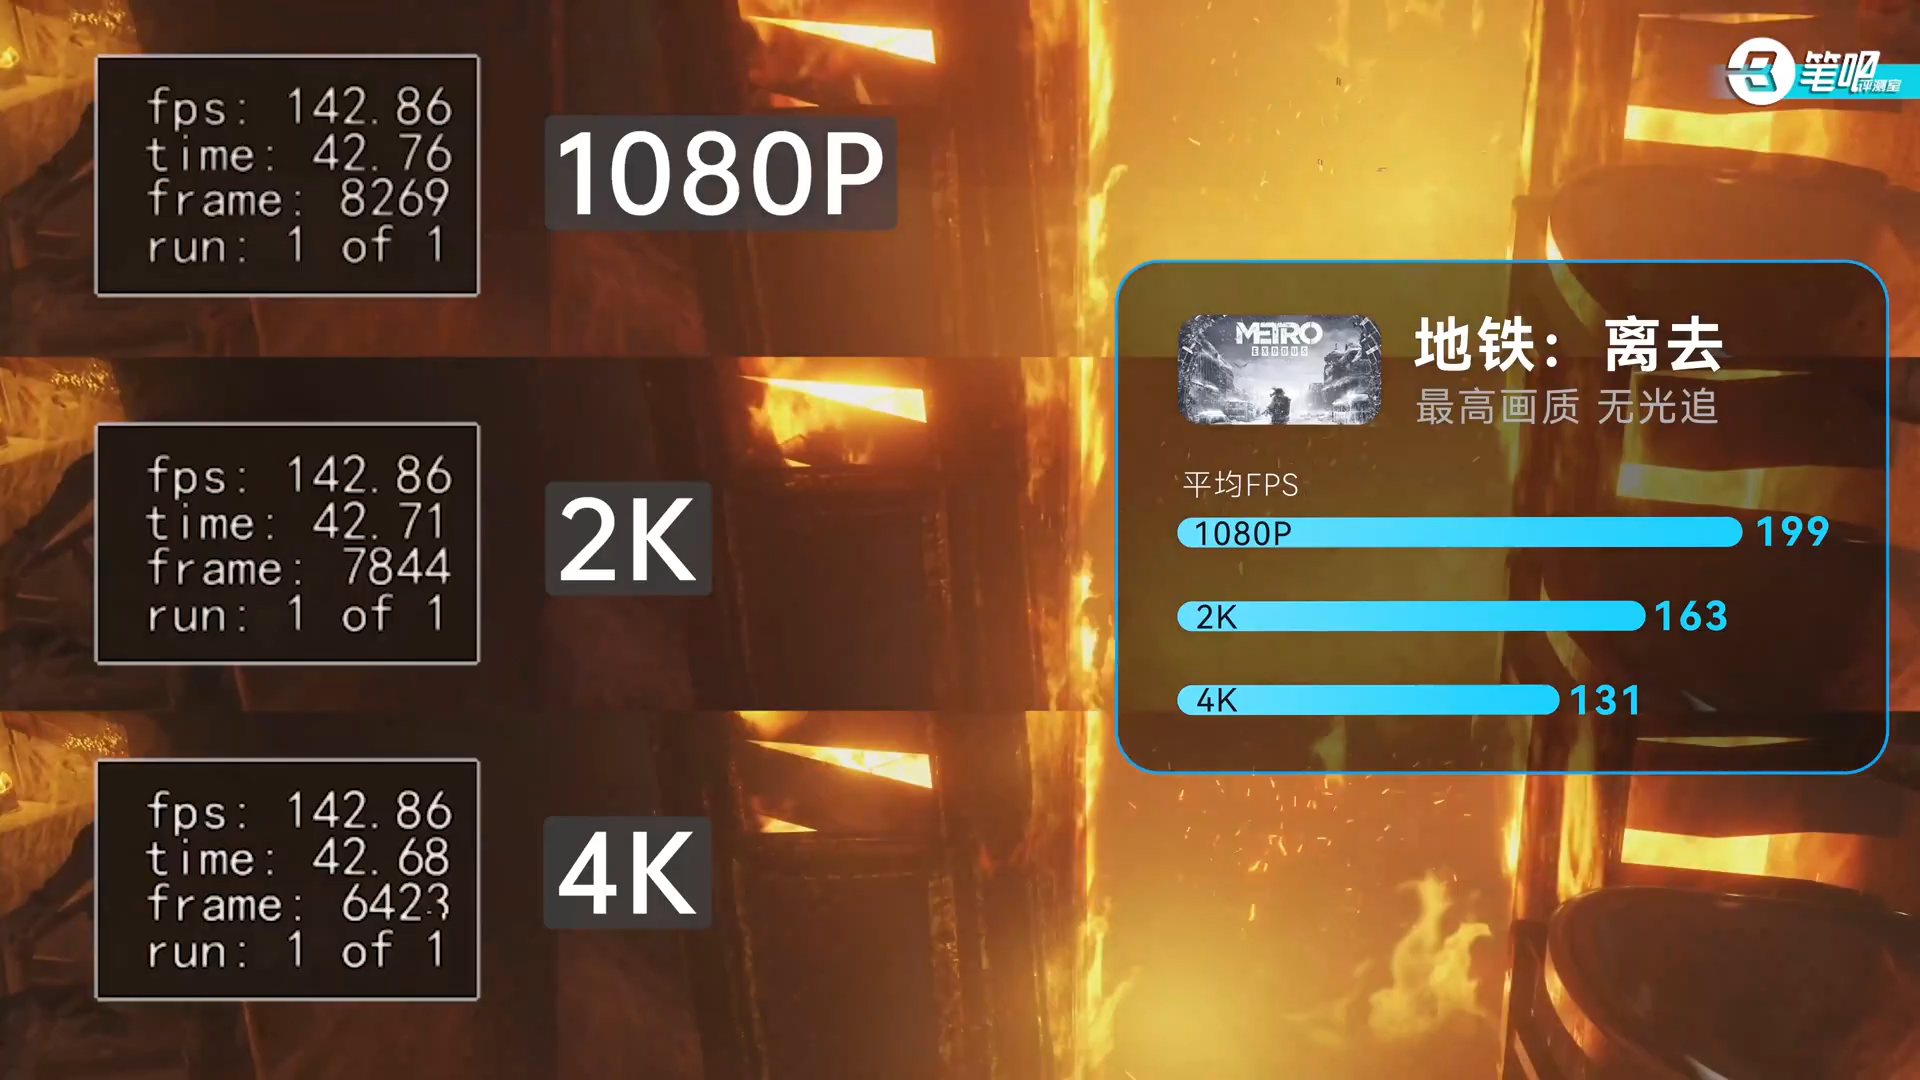 fps: 142.86
time: 42.76
frame: 8269
run: 1 of 1
1080P
fps: 142.86
time: 42.71
frame: 7844
run: 1 of 1
2K
fps: 142.86
time: 42.68
frame: 6423
run: 1 of 1
4K
笔吧评测室
METRO
EXODUS
地铁：离去
最高画质 无光追
平均FPS
1080P 199
2K 163
4K 131